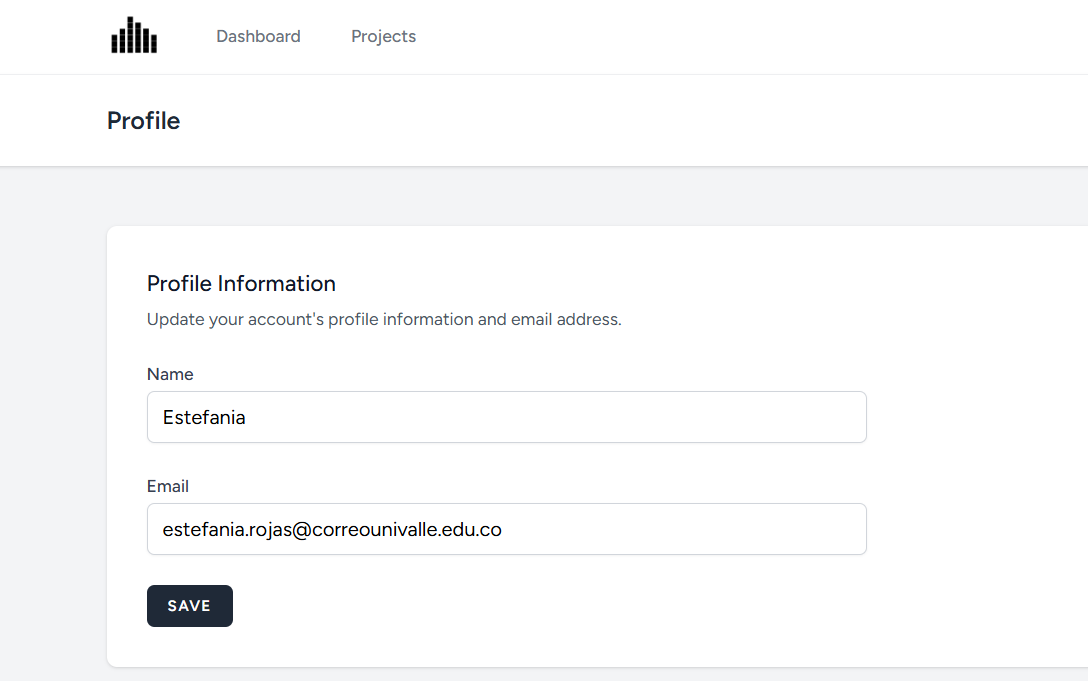 Dashboard Projects
Profile
Profile Information
Update your account's profile information and email address.
Name
Estefania
Email
estefania.rojas@correounivalle.edu.co
SAVE